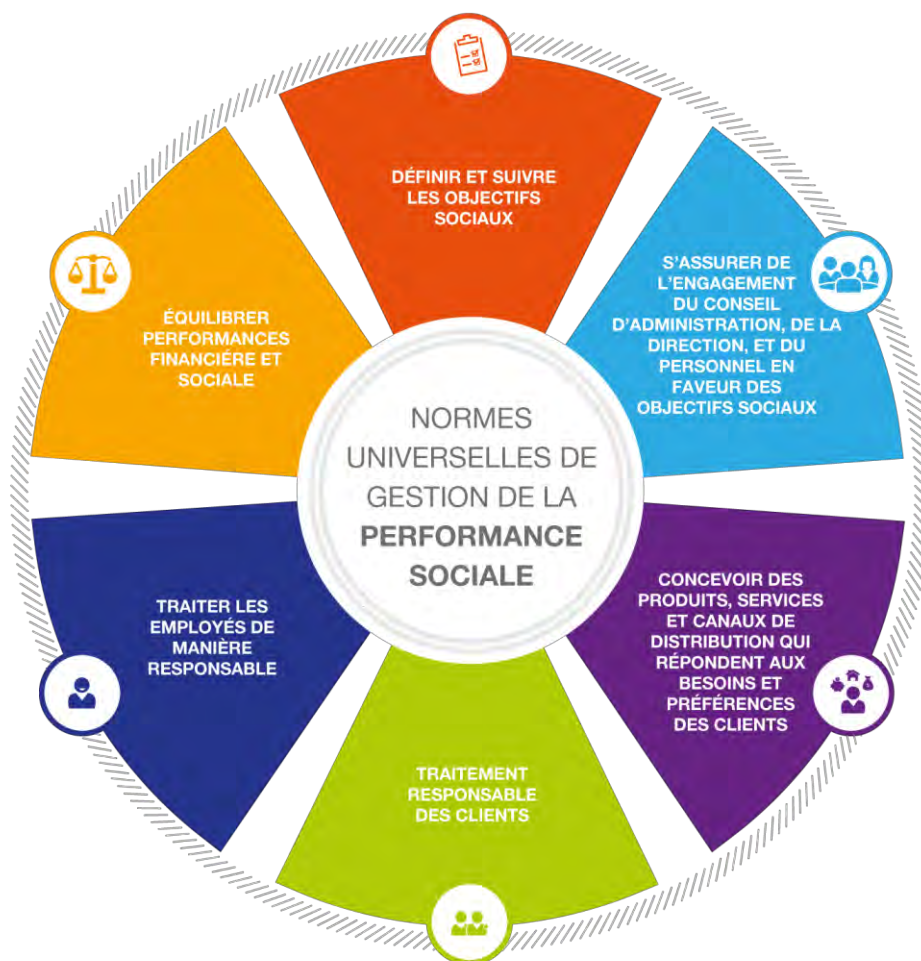 DÉFINIR ET SUIVRE
LES OBJECTIFS
SOCIAUX
S'ASSURER DE
L'ENGAGEMENT
DU CONSEIL
D'ADMINISTRATION, DE LA
DIRECTION, ET DU
PERSONNEL EN
FAVEUR DES
OBJECTIFS SOCIAUX
CONCEVOIR DES
PRODUITS, SERVICES
ET CANAUX DE
DISTRIBUTION QUI
RÉPONDENT AUX
BESOINS ET
PRÉFÉRENCES
DES CLIENTS
TRAITEMENT
RESPONSABLE
DES CLIENTS
TRAITER LES
EMPLOYÉS DE
MANIÈRE
RESPONSABLE
ÉQUILIBRER
PERFORMANCES
FINANCIÉRE ET
SOCIALE
NORMES
UNIVERSELLES DE
GESTION DE LA
PERFORMANCE
SOCIALE